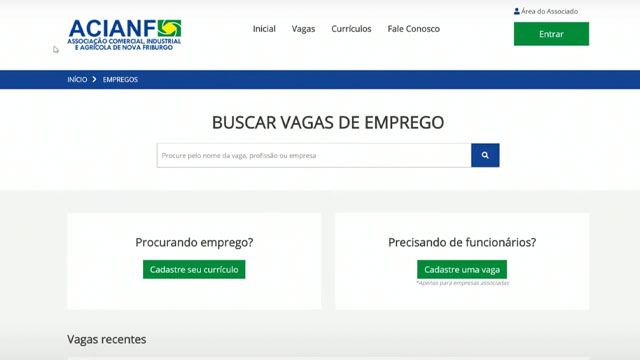 ACIANF
ASSOCIAÇÃO COMERCIAL, INDUSTRIAL
E AGRÍCOLA DE NOVA FRIBURGO
Inicial Vagas Currículos Fale Conosco
Área do Associado
Entrar
INÍCIO EMPREGOS
BUSCAR VAGAS DE EMPREGO
Procure pelo nome da vaga, profissão ou empresa
Procurando emprego?
Cadastre seu currículo
Precisando de funcionários?
Cadastre uma vaga
*Apenas para empresas associadas
Vagas recentes